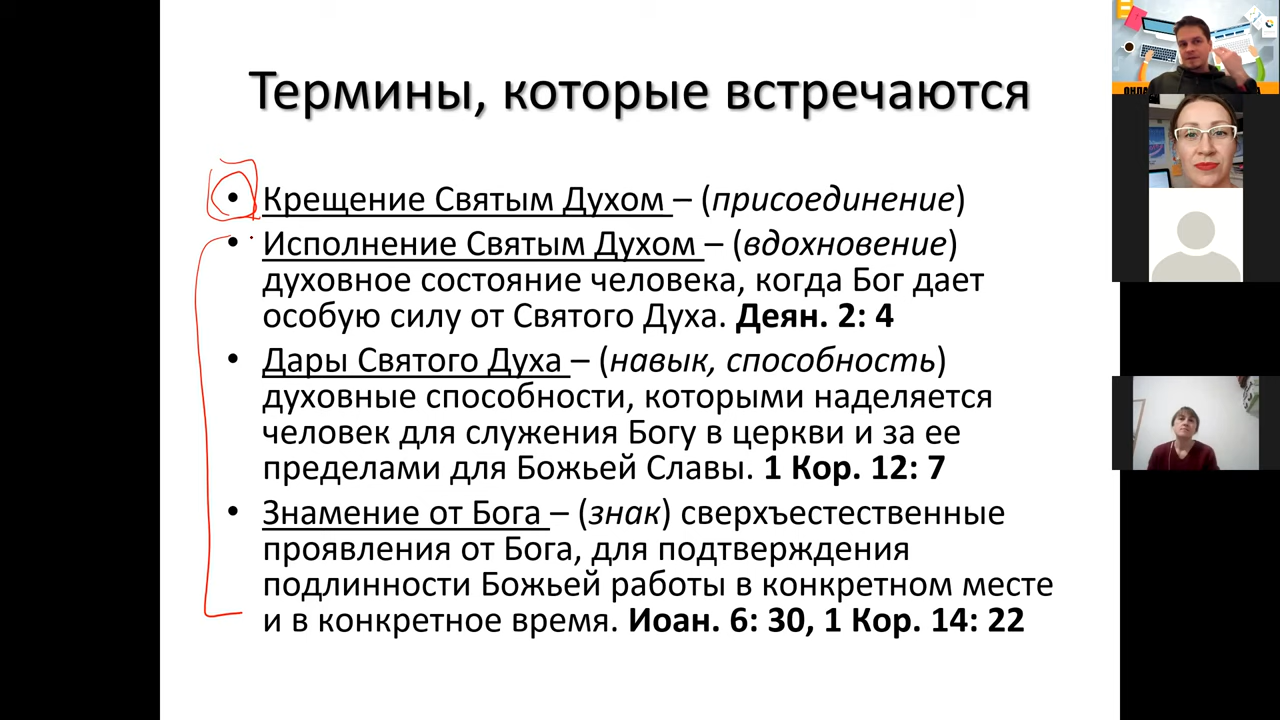 Термины, которые встречаются
• Крещение Святым Духом – (присоединение)
• Исполнение Святым Духом – (вдохновение)
духовное состояние человека, когда Бог дает
особую силу от Святого Духа. Деян. 2: 4
• Дары Святого Духа – (навык, способность)
духовные способности, которыми наделяется
человек для служения Богу в церкви и за ее
пределами для Божьей Славы. 1 Кор. 12: 7
• Знамение от Бога – (знак) сверхъестественные
проявления от Бога, для подтверждения
подлинности Божьей работы в конкретном месте
и в конкретное время. Иоан. 6: 30, 1 Кор. 14: 22